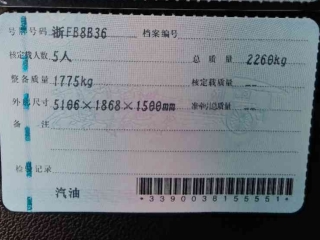 号牌号码 浙FB8B36 档案编号
核定载人数 5人 总质量 2260kg
整备质量 1775kg 核定载质量 --
外廓尺寸 5106×1868×1500mm 准牵引总质量 --
备注
检验记录
汽油
*3390036155551*